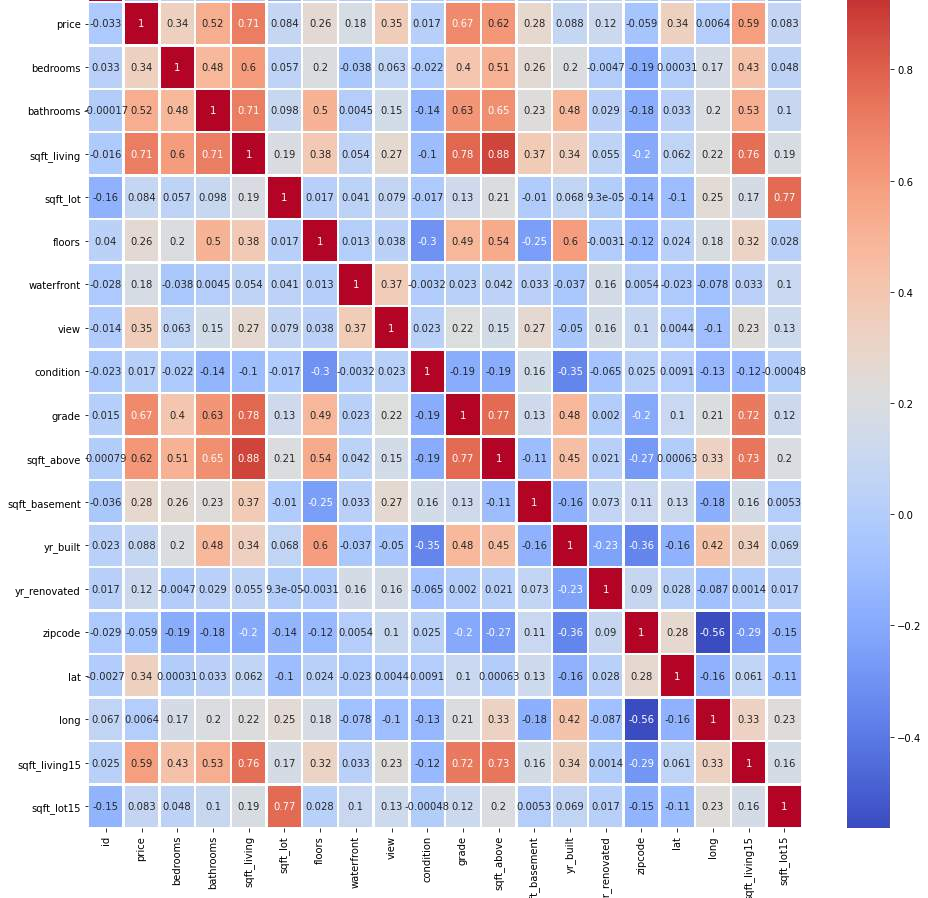 price -0.033 1 0.34 0.52 0.71 0.084 0.26 0.18 0.35 0.017 0.67 0.62 0.28 0.088 0.12 -0.059 0.34 0.0064 0.59 0.083
bedrooms 0.033 0.34 1 0.48 0.6 0.057 0.2 -0.038 0.063 -0.022 0.4 0.51 0.26 0.2 -0.0047 -0.19 0.00031 0.17 0.43 0.048
bathrooms -0.00017 0.52 0.48 1 0.71 0.098 0.5 0.0045 0.15 -0.14 0.63 0.65 0.23 0.48 0.029 -0.18 0.033 0.2 0.53 0.1
sqft_living -0.016 0.71 0.6 0.71 1 0.19 0.38 0.054 0.27 -0.1 0.78 0.88 0.37 0.34 0.055 -0.2 0.062 0.22 0.76 0.19
sqft_lot -0.16 0.084 0.057 0.098 0.19 1 0.017 0.041 0.079 -0.017 0.13 0.21 -0.01 0.068 9.3e-05 -0.14 -0.1 0.25 0.17 0.77
floors 0.04 0.26 0.2 0.5 0.38 0.017 1 0.013 0.038 -0.3 0.49 0.54 -0.25 0.6 -0.0031 -0.12 0.024 0.18 0.32 0.028
waterfront -0.028 0.18 -0.038 0.0045 0.054 0.041 0.013 1 0.37 -0.0032 0.023 0.042 0.033 -0.037 0.16 0.0054 -0.023 -0.078 0.033 0.1
view -0.014 0.35 0.063 0.15 0.27 0.079 0.038 0.37 1 0.023 0.22 0.15 0.27 -0.05 0.16 0.1 0.0044 -0.1 0.23 0.13
condition -0.023 0.017 -0.022 -0.14 -0.1 -0.017 -0.3 -0.0032 0.023 1 -0.19 -0.19 0.16 -0.35 -0.065 0.025 0.0091 -0.13 -0.12 -0.00048
grade 0.015 0.67 0.4 0.63 0.78 0.13 0.49 0.023 0.22 -0.19 1 0.77 0.13 0.48 0.002 -0.2 0.1 0.21 0.72 0.12
sqft_above 0.00079 0.62 0.51 0.65 0.88 0.21 0.54 0.042 0.15 -0.19 0.77 1 -0.11 0.45 0.021 -0.27 0.00063 0.33 0.73 0.2
sqft_basement -0.036 0.28 0.26 0.23 0.37 -0.01 -0.25 0.033 0.27 0.16 0.13 -0.11 1 -0.16 0.073 0.11 0.13 -0.18 0.16 0.0053
yr_built 0.023 0.088 0.2 0.48 0.34 0.068 0.6 -0.037 -0.05 -0.35 0.48 0.45 -0.16 1 -0.23 -0.36 -0.16 0.42 0.34 0.069
yr_renovated 0.017 0.12 -0.0047 0.029 0.055 9.3e-05 -0.0031 0.16 0.16 -0.065 0.002 0.021 0.073 -0.23 1 0.09 0.028 -0.087 0.0014 0.017
zipcode -0.029 -0.059 -0.19 -0.18 -0.2 -0.14 -0.12 0.0054 0.1 0.025 -0.2 -0.27 0.11 -0.36 0.09 1 0.28 -0.56 -0.29 -0.15
lat -0.0027 0.34 0.00031 0.033 0.062 -0.1 0.024 -0.023 0.0044 0.0091 0.1 0.00063 0.13 -0.16 0.028 0.28 1 -0.16 0.061 -0.11
long 0.067 0.0064 0.17 0.2 0.22 0.25 0.18 -0.078 -0.1 -0.13 0.21 0.33 -0.18 0.42 -0.087 -0.56 -0.16 1 0.33 0.23
sqft_living15 0.025 0.59 0.43 0.53 0.76 0.17 0.32 0.033 0.23 -0.12 0.72 0.73 0.16 0.34 0.0014 -0.29 0.061 0.33 1 0.16
sqft_lot15 -0.15 0.083 0.048 0.1 0.19 0.77 0.028 0.1 0.13 -0.00048 0.12 0.2 0.0053 0.069 0.017 -0.15 -0.11 0.23 0.16 1
id price bedrooms bathrooms sqft_living sqft_lot floors waterfront view condition grade sqft_above ft_basement yr_built r_renovated zipcode lat long sqft_living15 sqft_lot15
0.8
0.6
0.4
0.2
0.0
−0.2
−0.4